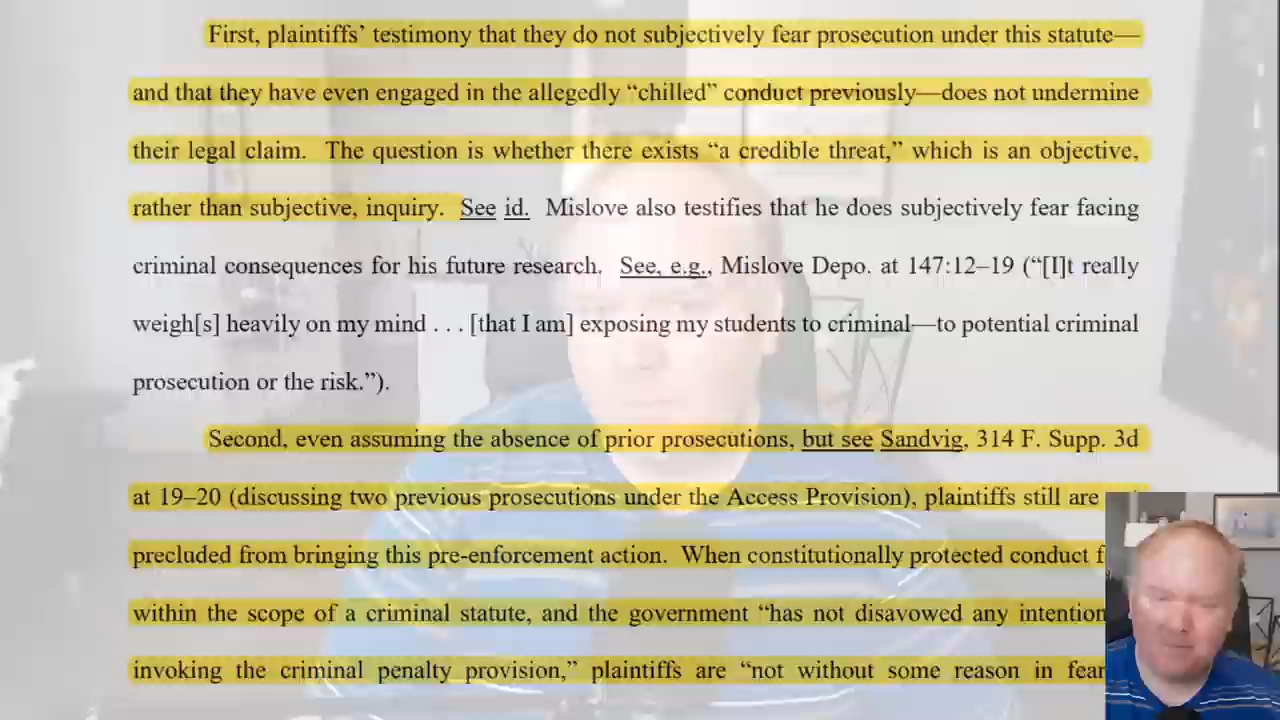 First, plaintiffs’ testimony that they do not subjectively fear prosecution under this statute—
and that they have even engaged in the allegedly “chilled” conduct previously—does not undermine
their legal claim. The question is whether there exists “a credible threat,” which is an objective,
rather than subjective, inquiry. See id. Mislove also testifies that he does subjectively fear facing
criminal consequences for his future research. See, e.g., Mislove Depo. at 147:12–19 (“[I]t really
weigh[s] heavily on my mind . . . [that I am] exposing my students to criminal—to potential criminal
prosecution or the risk.”).
Second, even assuming the absence of prior prosecutions, but see Sandvig, 314 F. Supp. 3d
at 19–20 (discussing two previous prosecutions under the Access Provision), plaintiffs still are
precluded from bringing this pre-enforcement action. When constitutionally protected conduct
within the scope of a criminal statute, and the government “has not disavowed any intention
invoking the criminal penalty provision,” plaintiffs are “not without some reason in